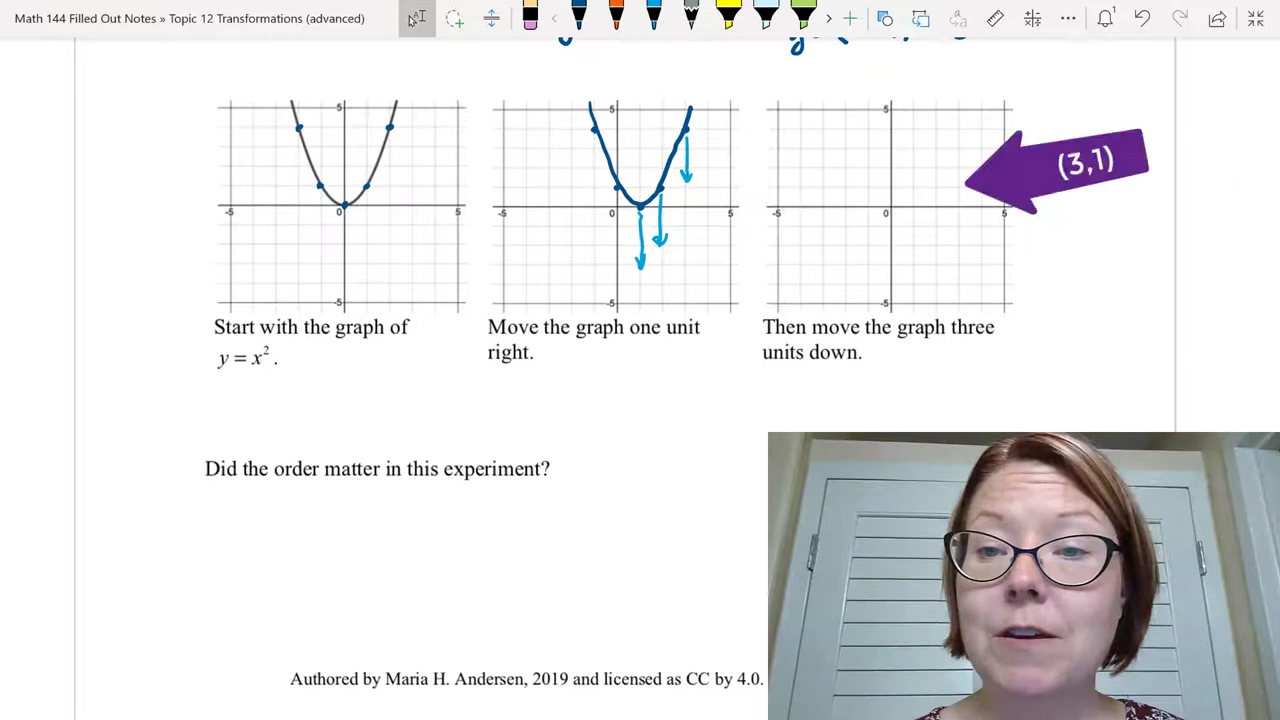 Math 144 Filled Out Notes » Topic 12 Transformations (advanced)
5
-5
0
5
-5
5
-5
0
5
-5
5
-5
0
5
-5
(3,1)
Start with the graph of
y = x².
Move the graph one unit
right.
Then move the graph three
units down.
Did the order matter in this experiment?
Authored by Maria H. Andersen, 2019 and licensed as CC by 4.0.